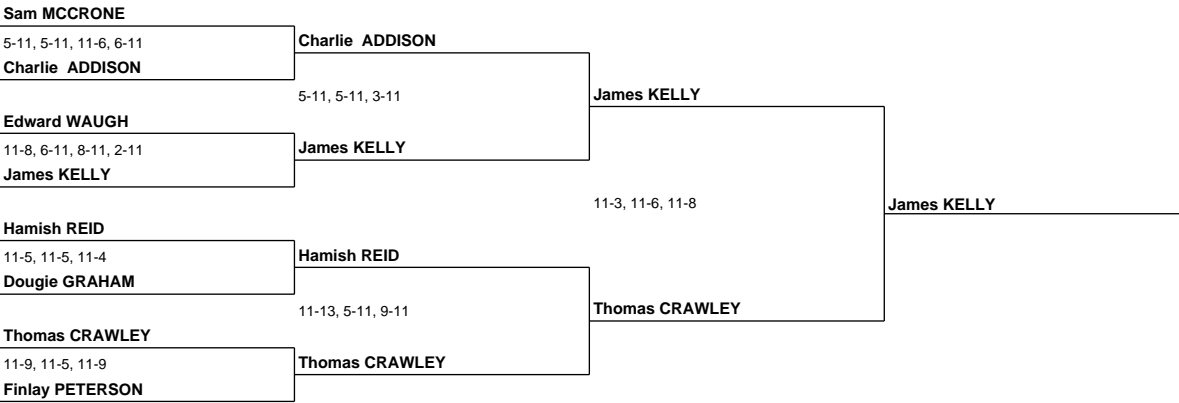 Sam MCCRONE
5-11, 5-11, 11-6, 6-11
Charlie ADDISON
Edward WAUGH
11-8, 6-11, 8-11, 2-11
James KELLY
Hamish REID
11-5, 11-5, 11-4
Dougie GRAHAM
Thomas CRAWLEY
11-9, 11-5, 11-9
Finlay PETERSON
Charlie ADDISON
5-11, 5-11, 3-11
James KELLY
Hamish REID
11-13, 5-11, 9-11
Thomas CRAWLEY
James KELLY
11-3, 11-6, 11-8
Thomas CRAWLEY
James KELLY